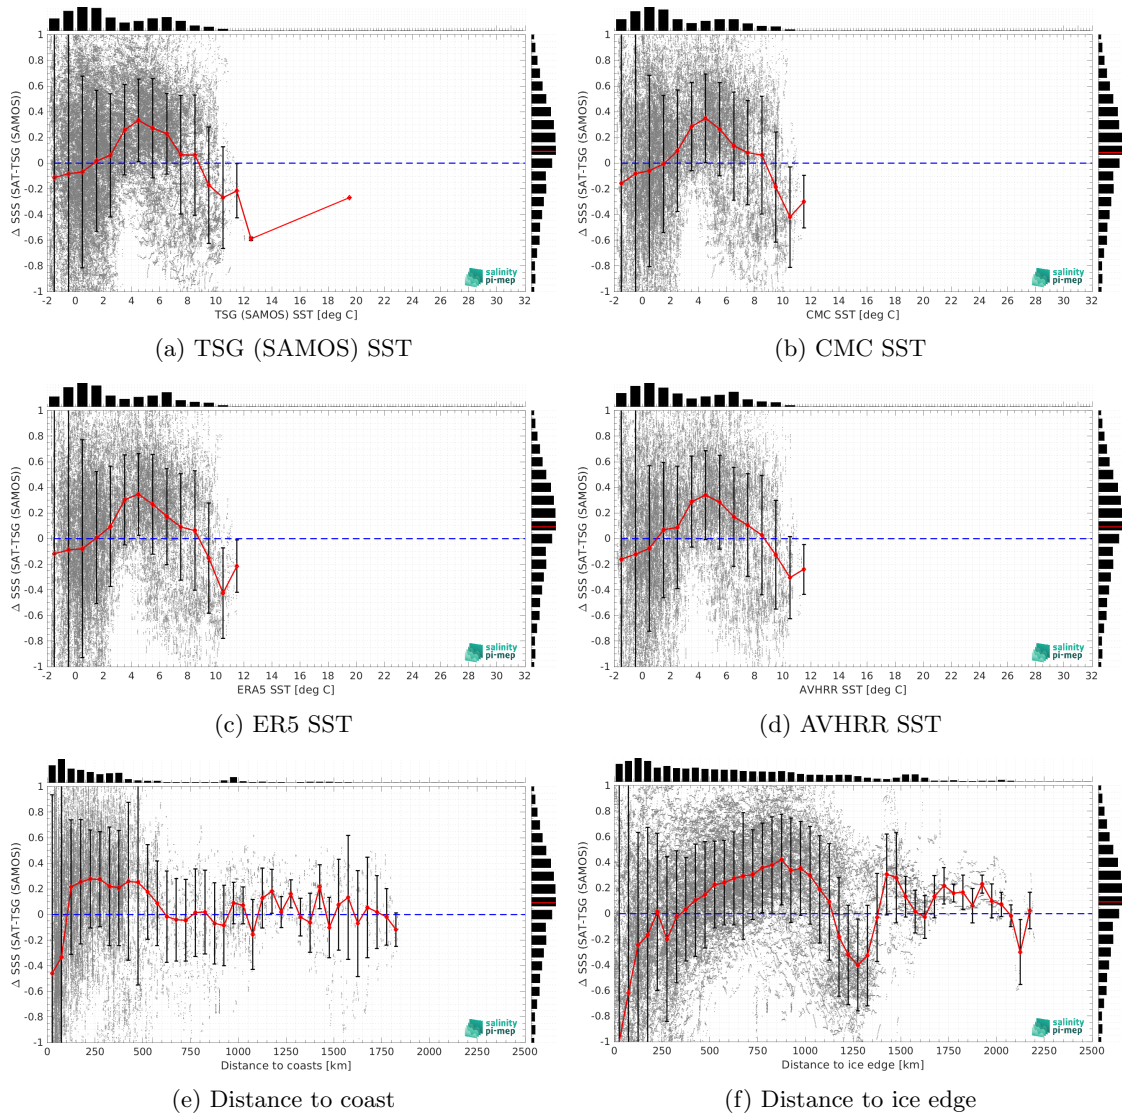 1
0.8
0.6
0.4
0.2
0
-0.2
-0.4
-0.6
-0.8
-1
Δ SSS (SAT-TSG (SAMOS))
salinity
pi-mep
-2 0 2 4 6 8 10 12 14 16 18 20 22 24 26 28 30 32
TSG (SAMOS) SST [deg C]
(a) TSG (SAMOS) SST
1
0.8
0.6
0.4
0.2
0
-0.2
-0.4
-0.6
-0.8
-1
Δ SSS (SAT-TSG (SAMOS))
salinity
pi-mep
-2 0 2 4 6 8 10 12 14 16 18 20 22 24 26 28 30 32
CMC SST [deg C]
(b) CMC SST
1
0.8
0.6
0.4
0.2
0
-0.2
-0.4
-0.6
-0.8
-1
Δ SSS (SAT-TSG (SAMOS))
salinity
pi-mep
-2 0 2 4 6 8 10 12 14 16 18 20 22 24 26 28 30 32
ERA5 SST [deg C]
(c) ER5 SST
1
0.8
0.6
0.4
0.2
0
-0.2
-0.4
-0.6
-0.8
-1
Δ SSS (SAT-TSG (SAMOS))
salinity
pi-mep
-2 0 2 4 6 8 10 12 14 16 18 20 22 24 26 28 30 32
AVHRR SST [deg C]
(d) AVHRR SST
1
0.8
0.6
0.4
0.2
0
-0.2
-0.4
-0.6
-0.8
-1
Δ SSS (SAT-TSG (SAMOS))
salinity
pi-mep
0 250 500 750 1000 1250 1500 1750 2000 2250 2500
Distance to coasts [km]
(e) Distance to coast
1
0.8
0.6
0.4
0.2
0
-0.2
-0.4
-0.6
-0.8
-1
Δ SSS (SAT-TSG (SAMOS))
salinity
pi-mep
0 250 500 750 1000 1250 1500 1750 2000 2250 2500
Distance to ice edge [km]
(f) Distance to ice edge